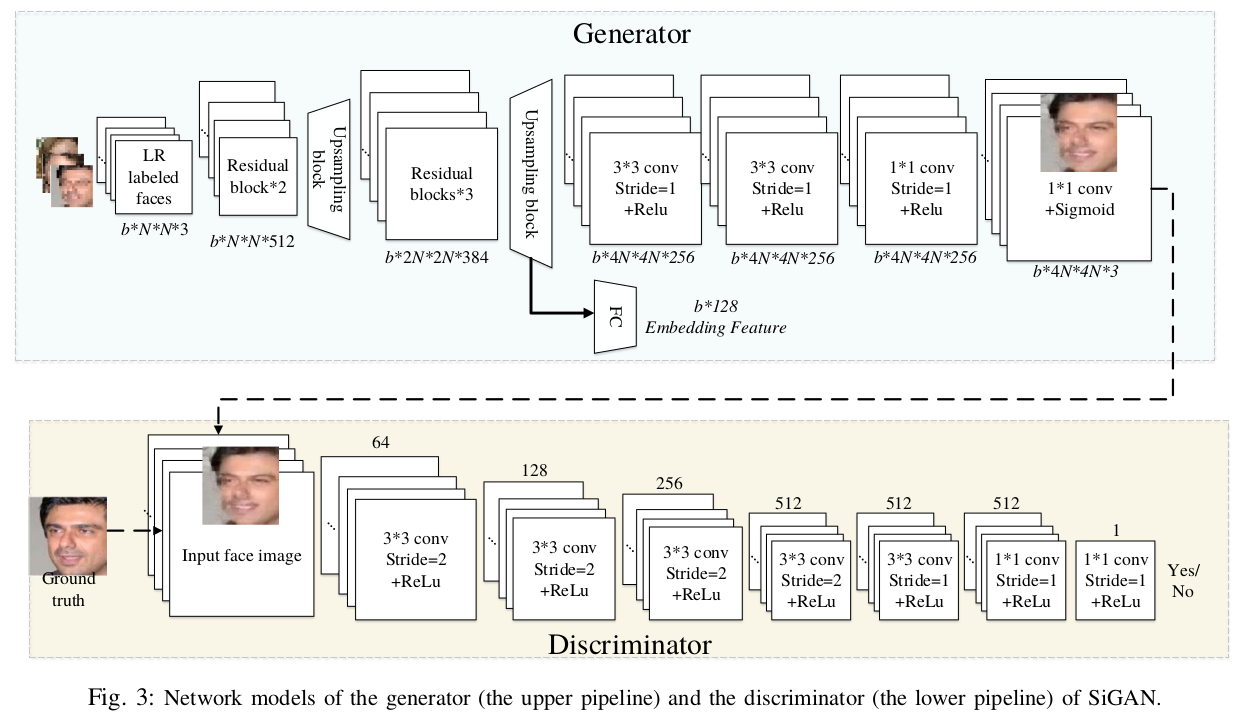 Generator
LR
labeled
faces
b*N*N*3
Residual
block*2
b*N*N*512
Upsampling
block
Residual
blocks*3
b*2N*2N*384
Upsampling block
3*3 conv
Stride=1
+Relu
b*4N*4N*256
3*3 conv
Stride=1
+Relu
b*4N*4N*256
1*1 conv
Stride=1
+Relu
b*4N*4N*256
1*1 conv
+Sigmoid
b*4N*4N*3
FC
b*128
Embedding Feature
Ground
truth
Input face image
64
3*3 conv
Stride=2
+ReLu
128
3*3 conv
Stride=2
+ReLu
256
3*3 conv
Stride=2
+ReLu
512
3*3 conv
Stride=2
+ReLu
512
3*3 conv
Stride=1
+ReLu
512
1*1 conv
Stride=1
+ReLu
1
1*1 conv
Stride=1
+ReLu
Yes/
No
Discriminator
Fig. 3: Network models of the generator (the upper pipeline) and the discriminator (the lower pipeline) of SiGAN.